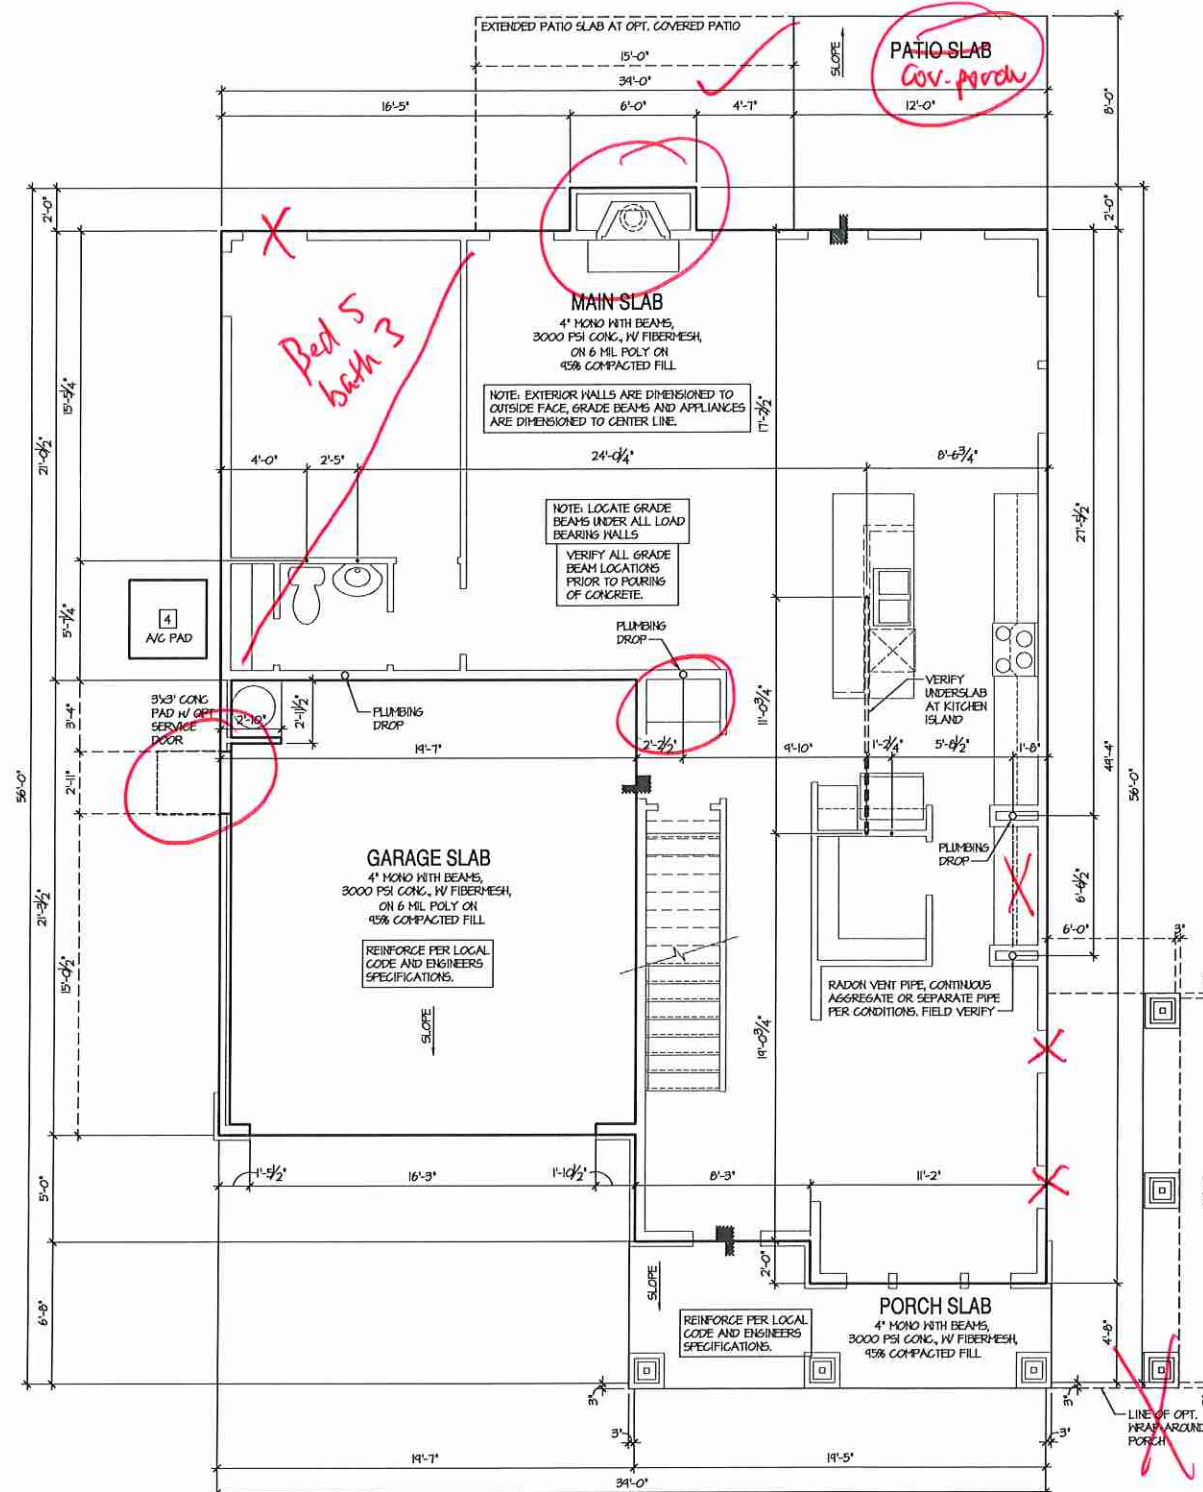 EXTENDED PATIO SLAB AT OPT. COVERED PATIO
15'-0"
34'-0"
16'-5"
6'-0"
4'-7"
12'-0"
SLOPE
PATIO SLAB
Cov. porch
8'-0"
2'-0"
2'-0"
Bed 5
bath 3
MAIN SLAB
4" MONO WITH BEAMS,
3000 PSI CONC., W/ FIBERMESH,
ON 6 MIL POLY ON
95% COMPACTED FILL
NOTE: EXTERIOR WALLS ARE DIMENSIONED TO
OUTSIDE FACE, GRADE BEAMS AND APPLIANCES
ARE DIMENSIONED TO CENTER LINE.
17'-2 1/2"
15'-5 1/4"
21'-0 1/2"
4'-0"
2'-5"
24'-0 1/4"
8'-6 3/4"
27'-5 1/2"
NOTE: LOCATE GRADE
BEAMS UNDER ALL LOAD
BEARING WALLS
VERIFY ALL GRADE
BEAM LOCATIONS
PRIOR TO POURING
OF CONCRETE.
4
A/C PAD
5'-7 1/4"
PLUMBING
DROP
VERIFY
UNDERSLAB
AT KITCHEN
ISLAND
3'x3' CONC
PAD W/ OPT
SERVICE
DOOR
2'-10"
2'-11 1/2"
PLUMBING
DROP
11'-0 3/4"
3'-4"
19'-7"
2'-2 1/2"
9'-10"
1'-2 1/4"
5'-8 1/2"
1'-8"
49'-4"
56'-0"
56'-0"
2'-11"
GARAGE SLAB
4" MONO WITH BEAMS,
3000 PSI CONC., W/ FIBERMESH,
ON 6 MIL POLY ON
95% COMPACTED FILL
PLUMBING
DROP
21'-3 1/2"
15'-0 1/2"
REINFORCE PER LOCAL
CODE AND ENGINEERS
SPECIFICATIONS.
SLOPE
6'-6 1/2"
6'-0"
3"
RADON VENT PIPE, CONTINUOUS
AGGREGATE OR SEPARATE PIPE
PER CONDITIONS. FIELD VERIFY
19'-0 3/4"
1'-5 1/2"
16'-3"
1'-10 1/2"
8'-3"
11'-2"
5'-0"
2'-0"
6'-8"
SLOPE
REINFORCE PER LOCAL
CODE AND ENGINEERS
SPECIFICATIONS.
PORCH SLAB
4" MONO WITH BEAMS,
3000 PSI CONC., W/ FIBERMESH,
95% COMPACTED FILL
4'-8"
3"
3"
LINE OF OPT.
WRAP-AROUND
PORCH
3"
3"
19'-7"
19'-5"
34'-0"